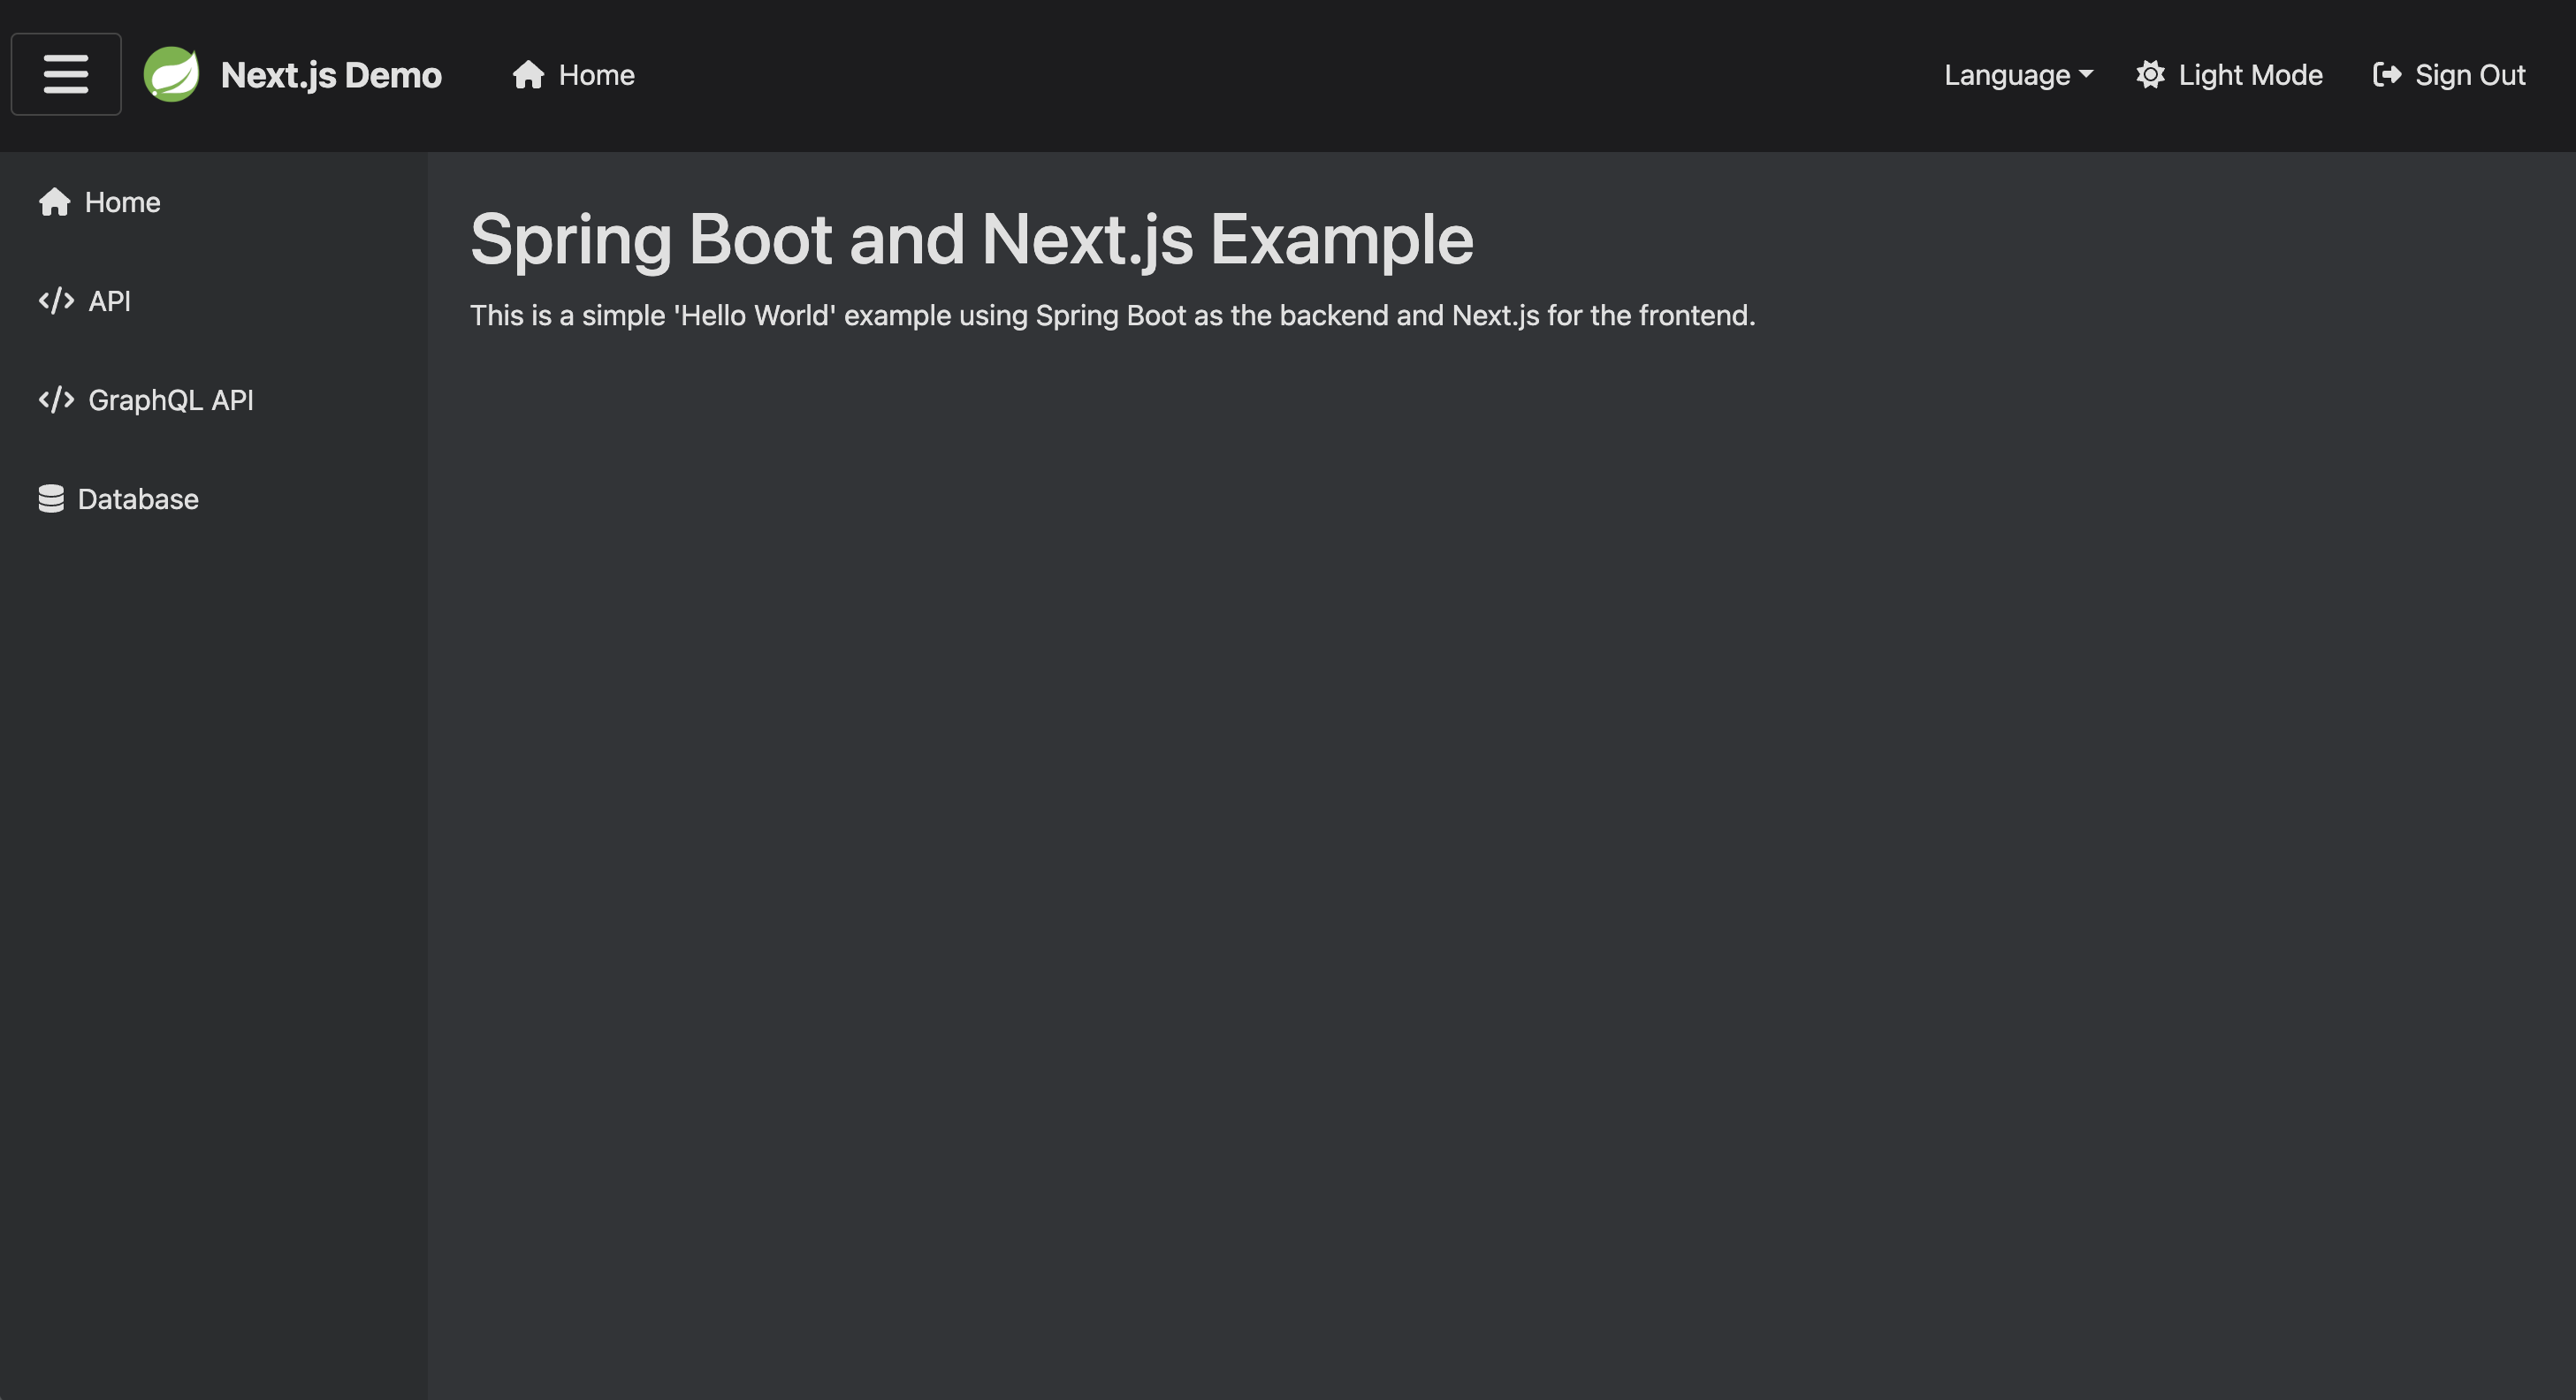 Next.js Demo
Home
Language
Light Mode
Sign Out
Home
API
GraphQL API
Database
Spring Boot and Next.js Example
This is a simple 'Hello World' example using Spring Boot as the backend and Next.js for the frontend.